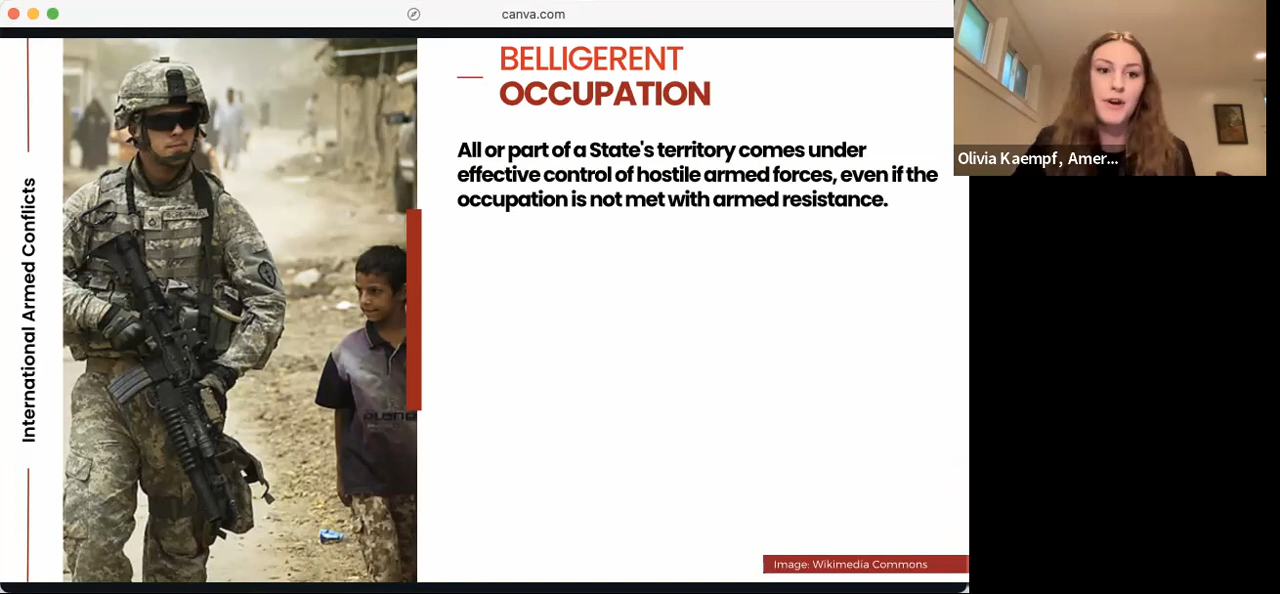 canva.com
BELLIGERENT
OCCUPATION
All or part of a State's territory comes under
effective control of hostile armed forces, even if the
occupation is not met with armed resistance.
International Armed Conflicts
Image: Wikimedia Commons
Olivia Kaempf, Amer...